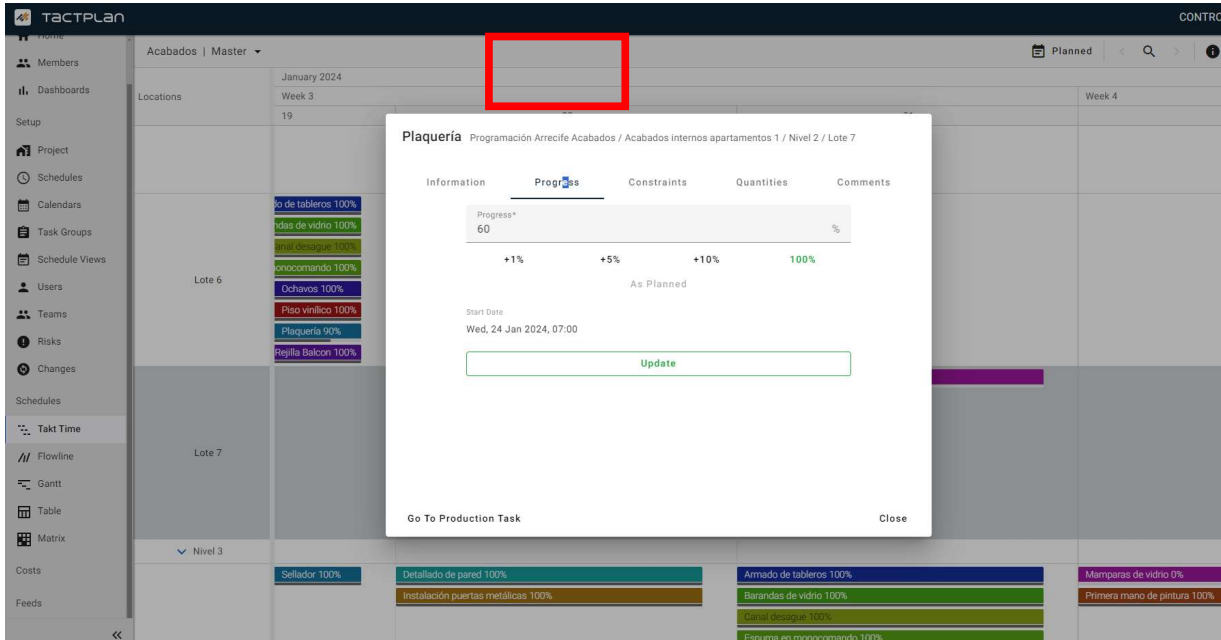 TACTPLAN
CONTRO
Home
Members
Dashboards
Setup
Project
Schedules
Calendars
Task Groups
Schedule Views
Users
Teams
Risks
Changes
Schedules
Takt Time
Flowline
Gantt
Table
Matrix
Costs
Feeds
Acabados | Master
Planned
Locations
January 2024
Week 3
Week 4
19
Lote 6
do de tableros 100%
ndas de vidrio 100%
anal desague 100%
onocomando 100%
Ochavos 100%
Piso vinílico 100%
Plaquería 90%
Rejilla Balcon 100%
Lote 7
Plaquería Programación Arrecife Acabados / Acabados internos apartamentos 1 / Nivel 2 / Lote 7
Information Progress Constraints Quantities Comments
Progress*
60 %
+1% +5% +10% 100%
As Planned
Start Date
Wed, 24 Jan 2024, 07:00
Update
Go To Production Task Close
Nivel 3
Sellador 100% Detallado de pared 100% Armado de tableros 100% Mamparas de vidrio 0%
Instalación puertas metálicas 100% Barandas de vidrio 100% Primera mano de pintura 100%
Canal desague 100%
Espuma en monocomando 100%